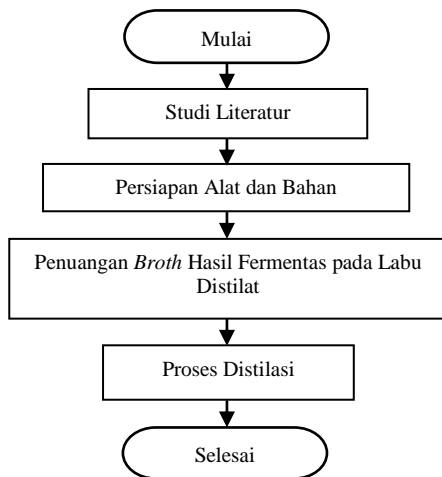 Mulai
Studi Literatur
Persiapan Alat dan Bahan
Penuangan Broth Hasil Fermentas pada Labu
Distilat
Proses Distilasi
Selesai